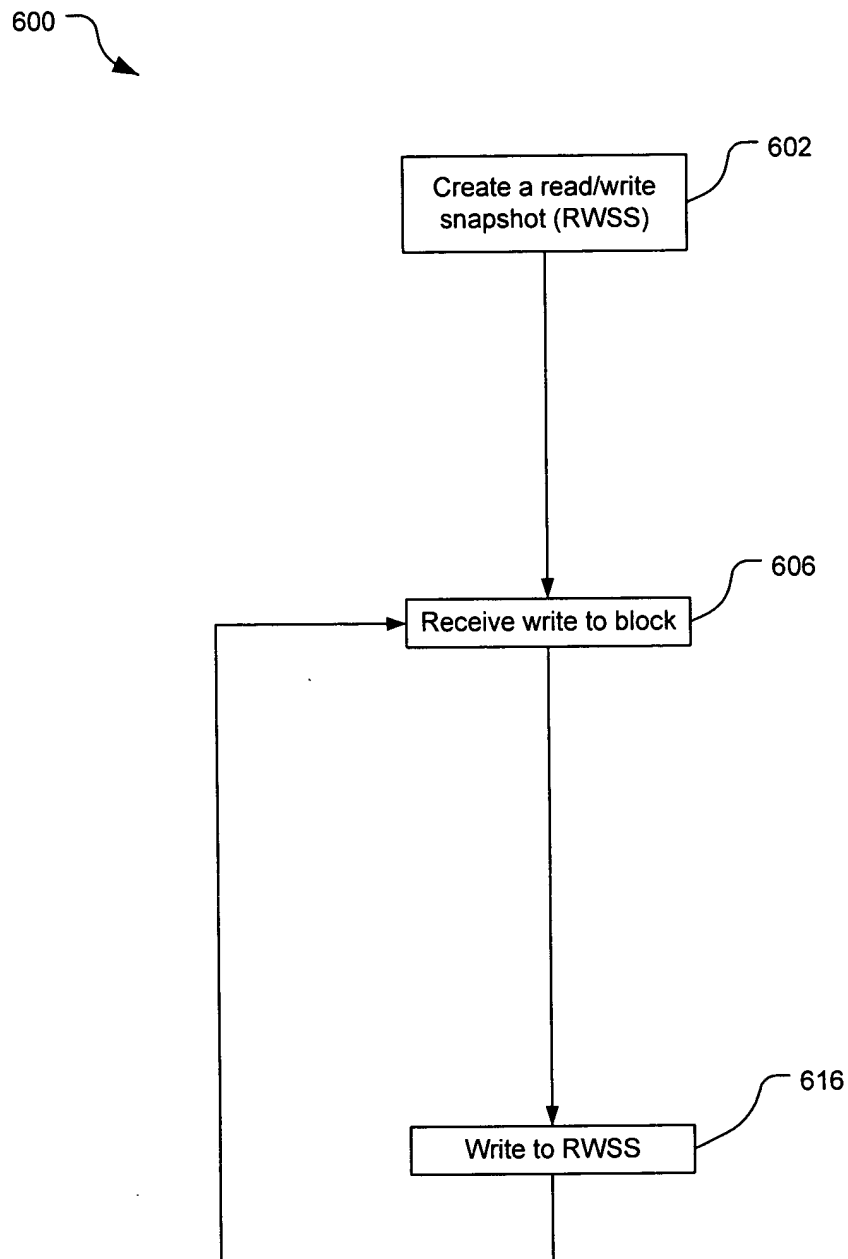 600
602
Create a read/write
snapshot (RWSS)
606
Receive write to block
616
Write to RWSS